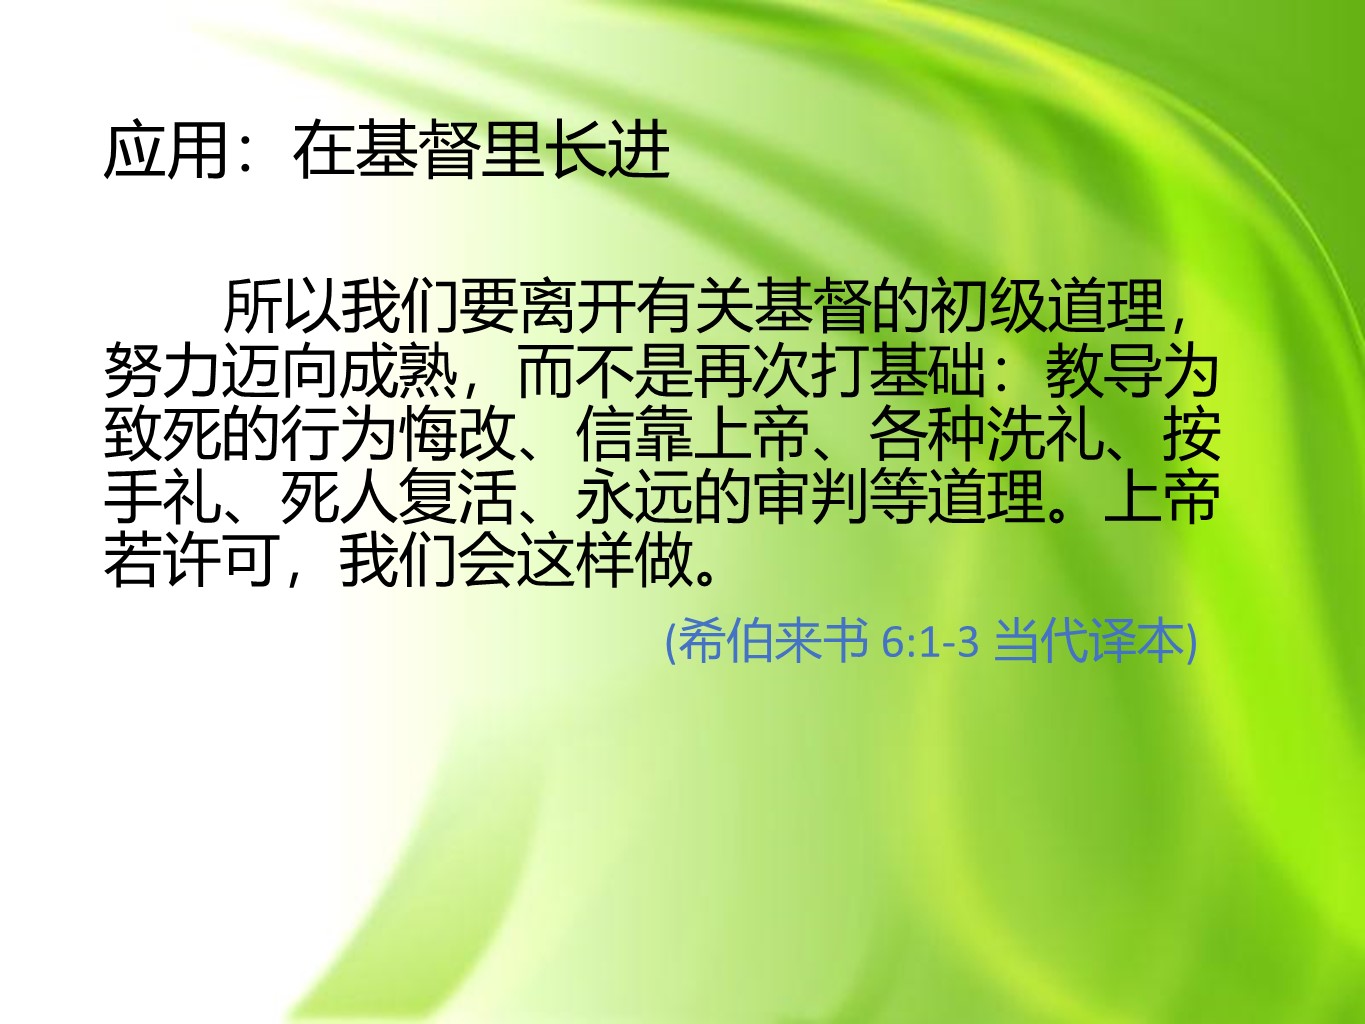 应用：在基督里长进
所以我们要离开有关基督的初级道理，
努力迈向成熟，而不是再次打基础：教导为
致死的行为悔改、信靠上帝、各种洗礼、按
手礼、死人复活、永远的审判等道理。上帝
若许可，我们会这样做。
(希伯来书 6:1-3 当代译本)